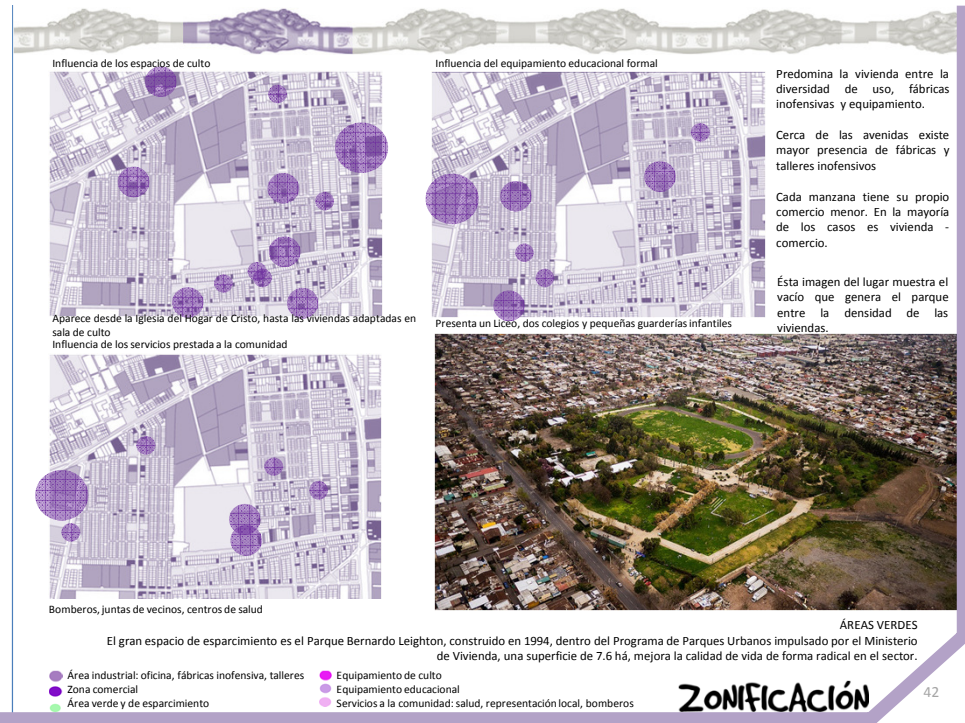 Influencia de los espacios de culto
Aparece desde la Iglesia del Hogar de Cristo, hasta las viviendas adaptadas en
sala de culto
Influencia de los servicios prestada a la comunidad
Bomberos, juntas de vecinos, centros de salud
Influencia del equipamiento educacional formal
Presenta un Liceo, dos colegios y pequeñas guarderías infantiles
Predomina la vivienda entre la
diversidad de uso, fábricas
inofensivas y equipamiento.
Cerca de las avenidas existe
mayor presencia de fábricas y
talleres inofensivos
Cada manzana tiene su propio
comercio menor. En la mayoría
de los casos es vivienda -
comercio.
Ésta imagen del lugar muestra el
vacío que genera el parque
entre la densidad de las
viviendas.
ÁREAS VERDES
El gran espacio de esparcimiento es el Parque Bernardo Leighton, construido en 1994, dentro del Programa de Parques Urbanos impulsado por el Ministerio
de Vivienda, una superficie de 7.6 há, mejora la calidad de vida de forma radical en el sector.
Área industrial: oficina, fábricas inofensiva, talleres
Zona comercial
Área verde y de esparcimiento
Equipamiento de culto
Equipamiento educacional
Servicios a la comunidad: salud, representación local, bomberos
ZONIFICACIÓN
42